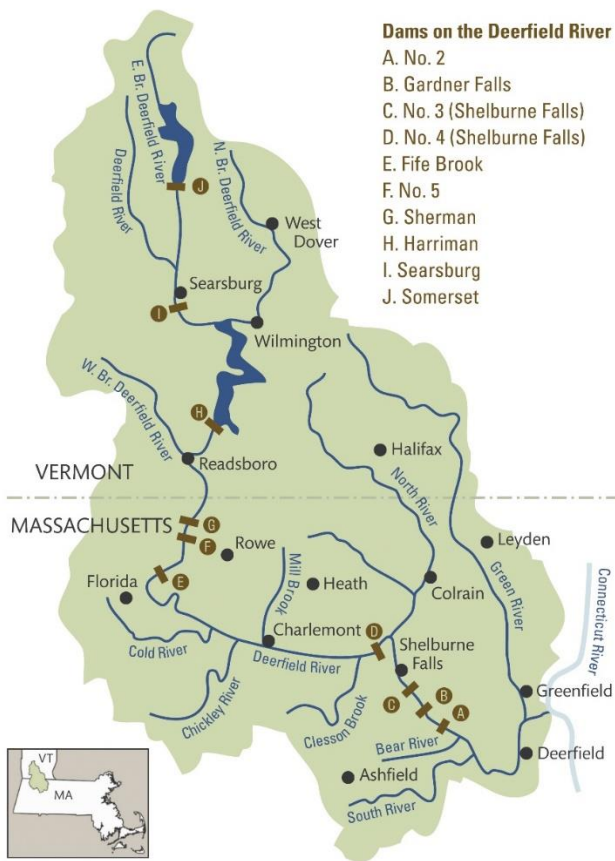 Dams on the Deerfield River
A. No. 2
B. Gardner Falls
C. No. 3 (Shelburne Falls)
D. No. 4 (Shelburne Falls)
E. Fife Brook
F. No. 5
G. Sherman
H. Harriman
I. Searsburg
J. Somerset
E. Br. Deerfield River
Deerfield River
N. Br. Deerfield River
J
West
Dover
Searsburg
I
Wilmington
W. Br. Deerfield River
H
Halifax
Readsboro
VERMONT
North River
MASSACHUSETTS
G
F
Rowe
Leyden
E
Florida
Mill Brook
Heath
Colrain
Green River
Connecticut River
Charlemont
D
Cold River
Deerfield River
Shelburne
Falls
Chickley River
Clesson Brook
C
B
A
Greenfield
Bear River
Deerfield
Ashfield
South River
VT
MA